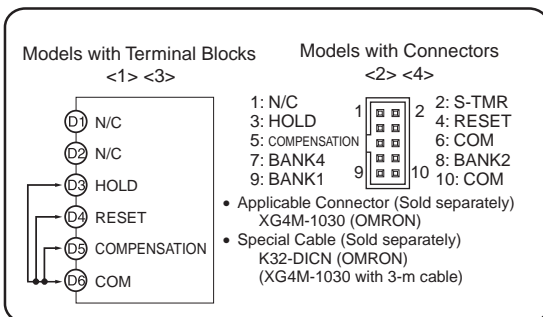 Models with Terminal Blocks
<1> <3>
D1 N/C
D2 N/C
D3 HOLD
D4 RESET
D5 COMPENSATION
D6 COM
Models with Connectors
<2> <4>
1: N/C
3: HOLD
5: COMPENSATION
7: BANK4
9: BANK1
1 2
9 10
2: S-TMR
4: RESET
6: COM
8: BANK2
10: COM
• Applicable Connector (Sold separately)
XG4M-1030 (OMRON)
• Special Cable (Sold separately)
K32-DICN (OMRON)
(XG4M-1030 with 3-m cable)